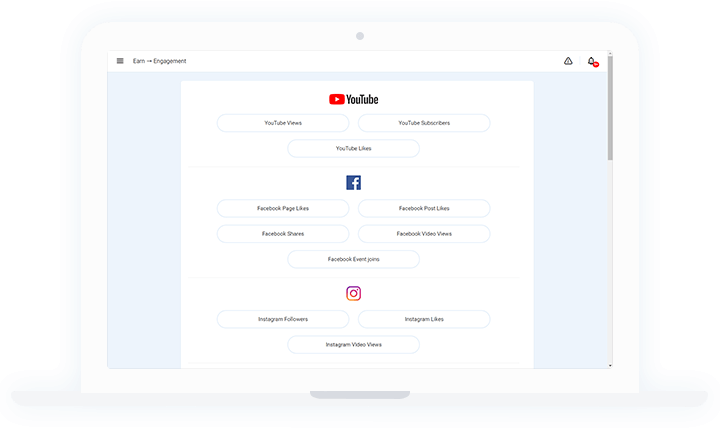 Earn → Engagement
YouTube
YouTube Views
YouTube Subscribers
YouTube Likes
Facebook Page Likes
Facebook Post Likes
Facebook Shares
Facebook Video Views
Facebook Event joins
Instagram Followers
Instagram Likes
Instagram Video Views